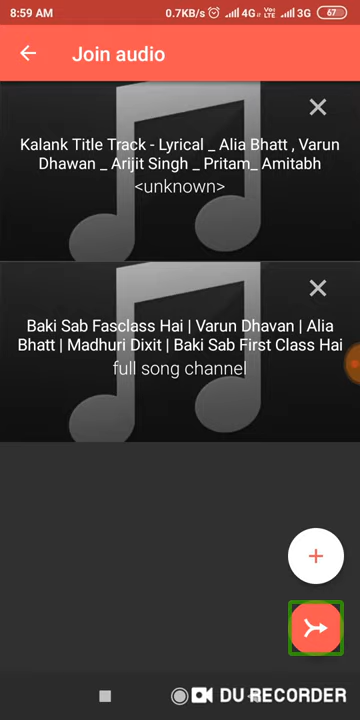 8:59 AM 0.7KB/s 4G VoLTE 3G 67
Join audio
Kalank Title Track - Lyrical _ Alia Bhatt , Varun
Dhawan _ Arijit Singh _ Pritam_ Amitabh
<unknown>
Baki Sab Fasclass Hai | Varun Dhavan | Alia
Bhatt | Madhuri Dixit | Baki Sab First Class Hai
full song channel
DU RECORDER